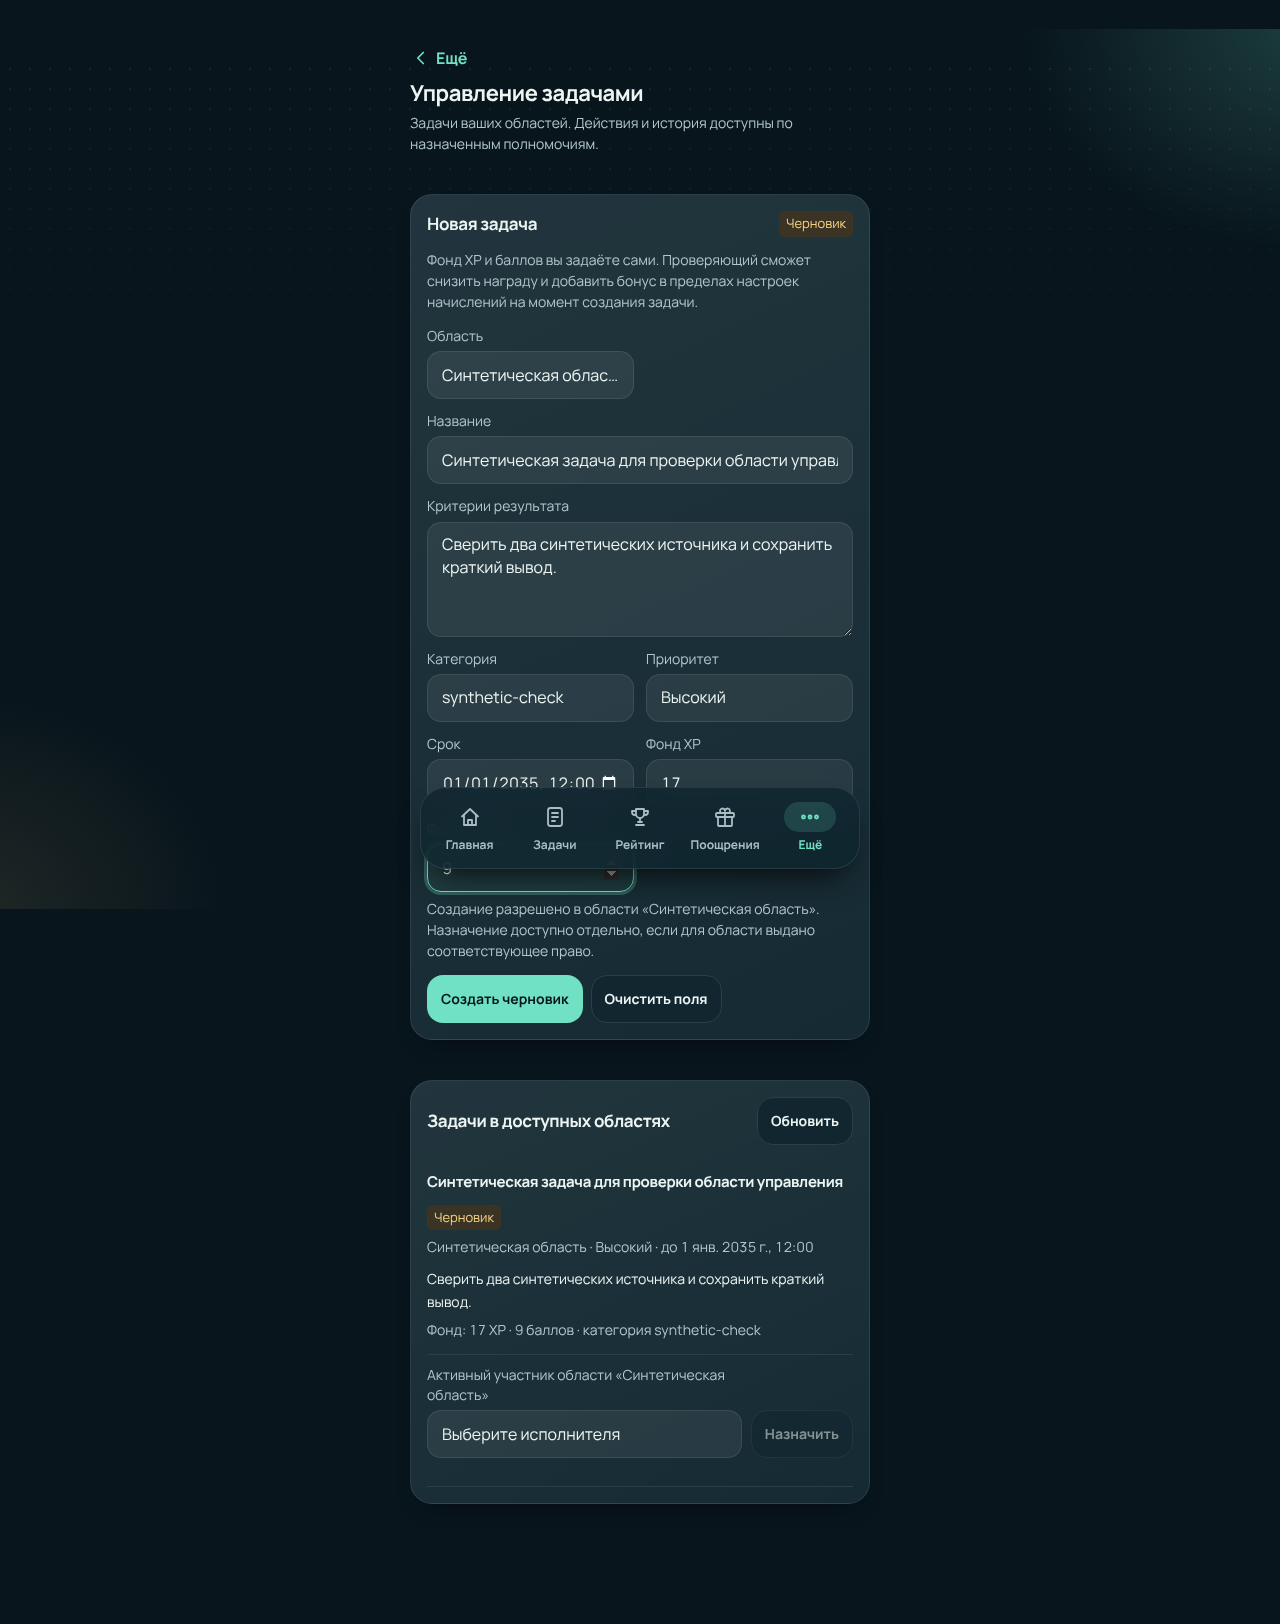 Ещё
Управление задачами
Задачи ваших областей. Действия и история доступны по
назначенным полномочиям.
Новая задача
Черновик
Фонд XP и баллов вы задаёте сами. Проверяющий сможет
снизить награду и добавить бонус в пределах настроек
начислений на момент создания задачи.
Область
Синтетическая облас...
Название
Синтетическая задача для проверки области управл
Критерии результата
Сверить два синтетических источника и сохранить
краткий вывод.
Категория
Приоритет
synthetic-check
Высокий
Срок
Фонд XP
01/01/2035, 12:00
17
Главная
Задачи
Рейтинг
Поощрения
Ещё
9
Создание разрешено в области «Синтетическая область».
Назначение доступно отдельно, если для области выдано
соответствующее право.
Создать черновик
Очистить поля
Задачи в доступных областях
Обновить
Синтетическая задача для проверки области управления
Черновик
Синтетическая область · Высокий · до 1 янв. 2035 г., 12:00
Сверить два синтетических источника и сохранить краткий
вывод.
Фонд: 17 XP · 9 баллов · категория synthetic-check
Активный участник области «Синтетическая
область»
Выберите исполнителя
Назначить